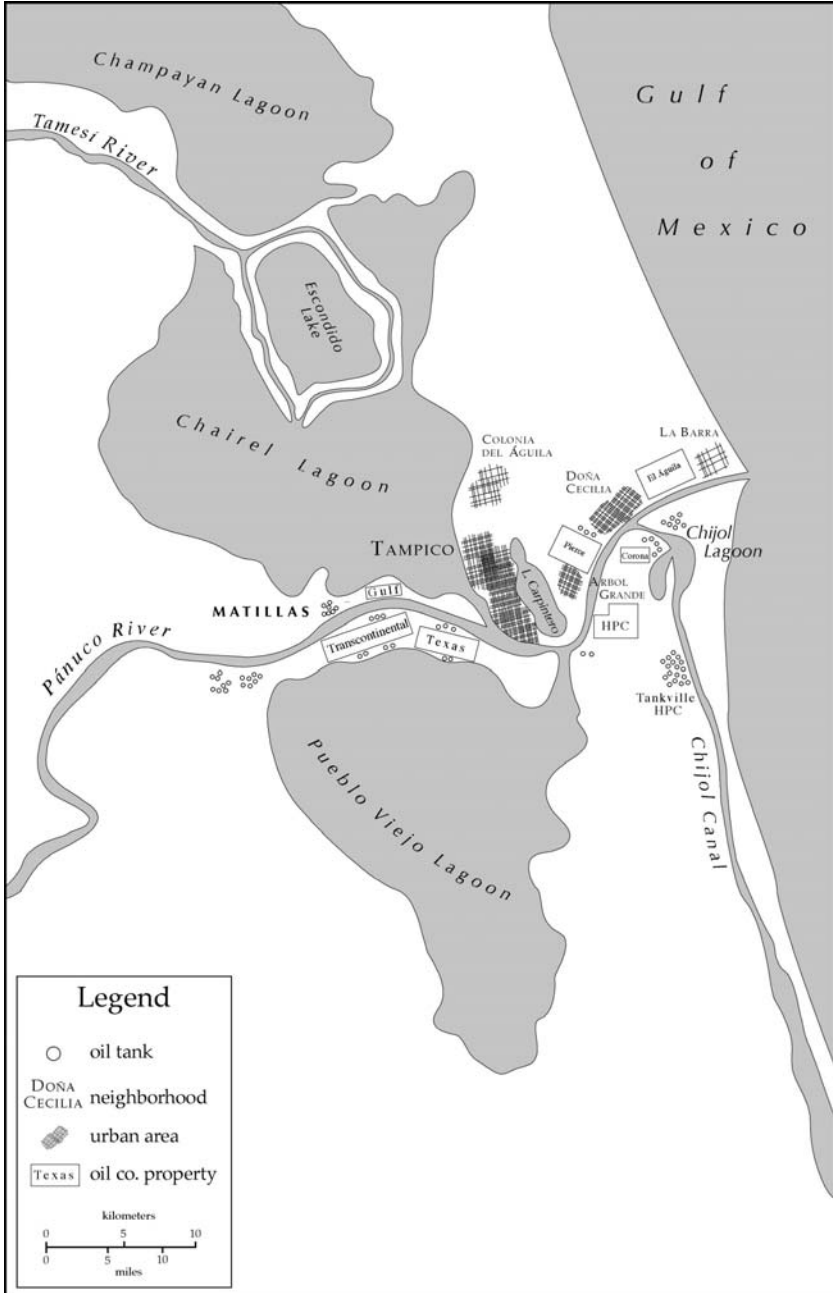 Champayan Lagoon
Gulf
of
Mexico
Tamesí River
Escondido
Lake
Chairel Lagoon
COLONIA
DEL ÁGUILA
LA BARRA
El Águila
DOÑA
CECILIA
TAMPICO
Pierce
Corona
Chijol
Lagoon
L. Carpintero
ARBOL
GRANDE
HPC
Gulf
MATILLAS
Transcontinental
Texas
Pánuco River
Tankville
HPC
Pueblo Viejo Lagoon
Chijol Canal
Legend
oil tank
DOÑA
CECILIA
neighborhood
urban area
Texas
oil co. property
kilometers
0 5 10
0 5 10
miles